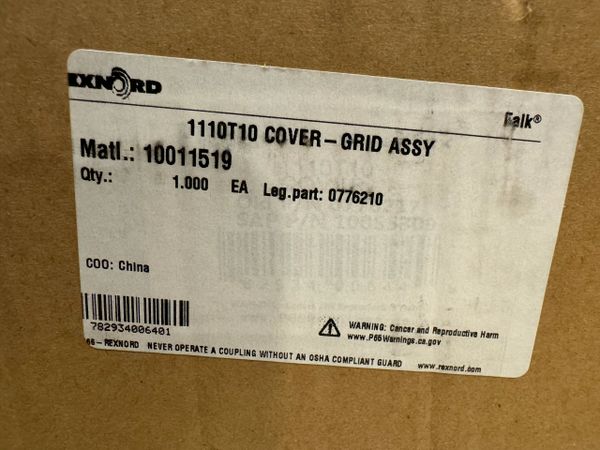 EXNORD
Falk®
1110T10 COVER-GRID ASSY
Matl.: 10011519
Qty.: 1.000 EA Leg.part: 0776210
COO: China
782934006401
WARNING: Cancer and Reproductive Harm
www.P65Warnings.ca.gov
66 - REXNORD NEVER OPERATE A COUPLING WITHOUT AN OSHA COMPLIANT GUARD www.rexnord.com